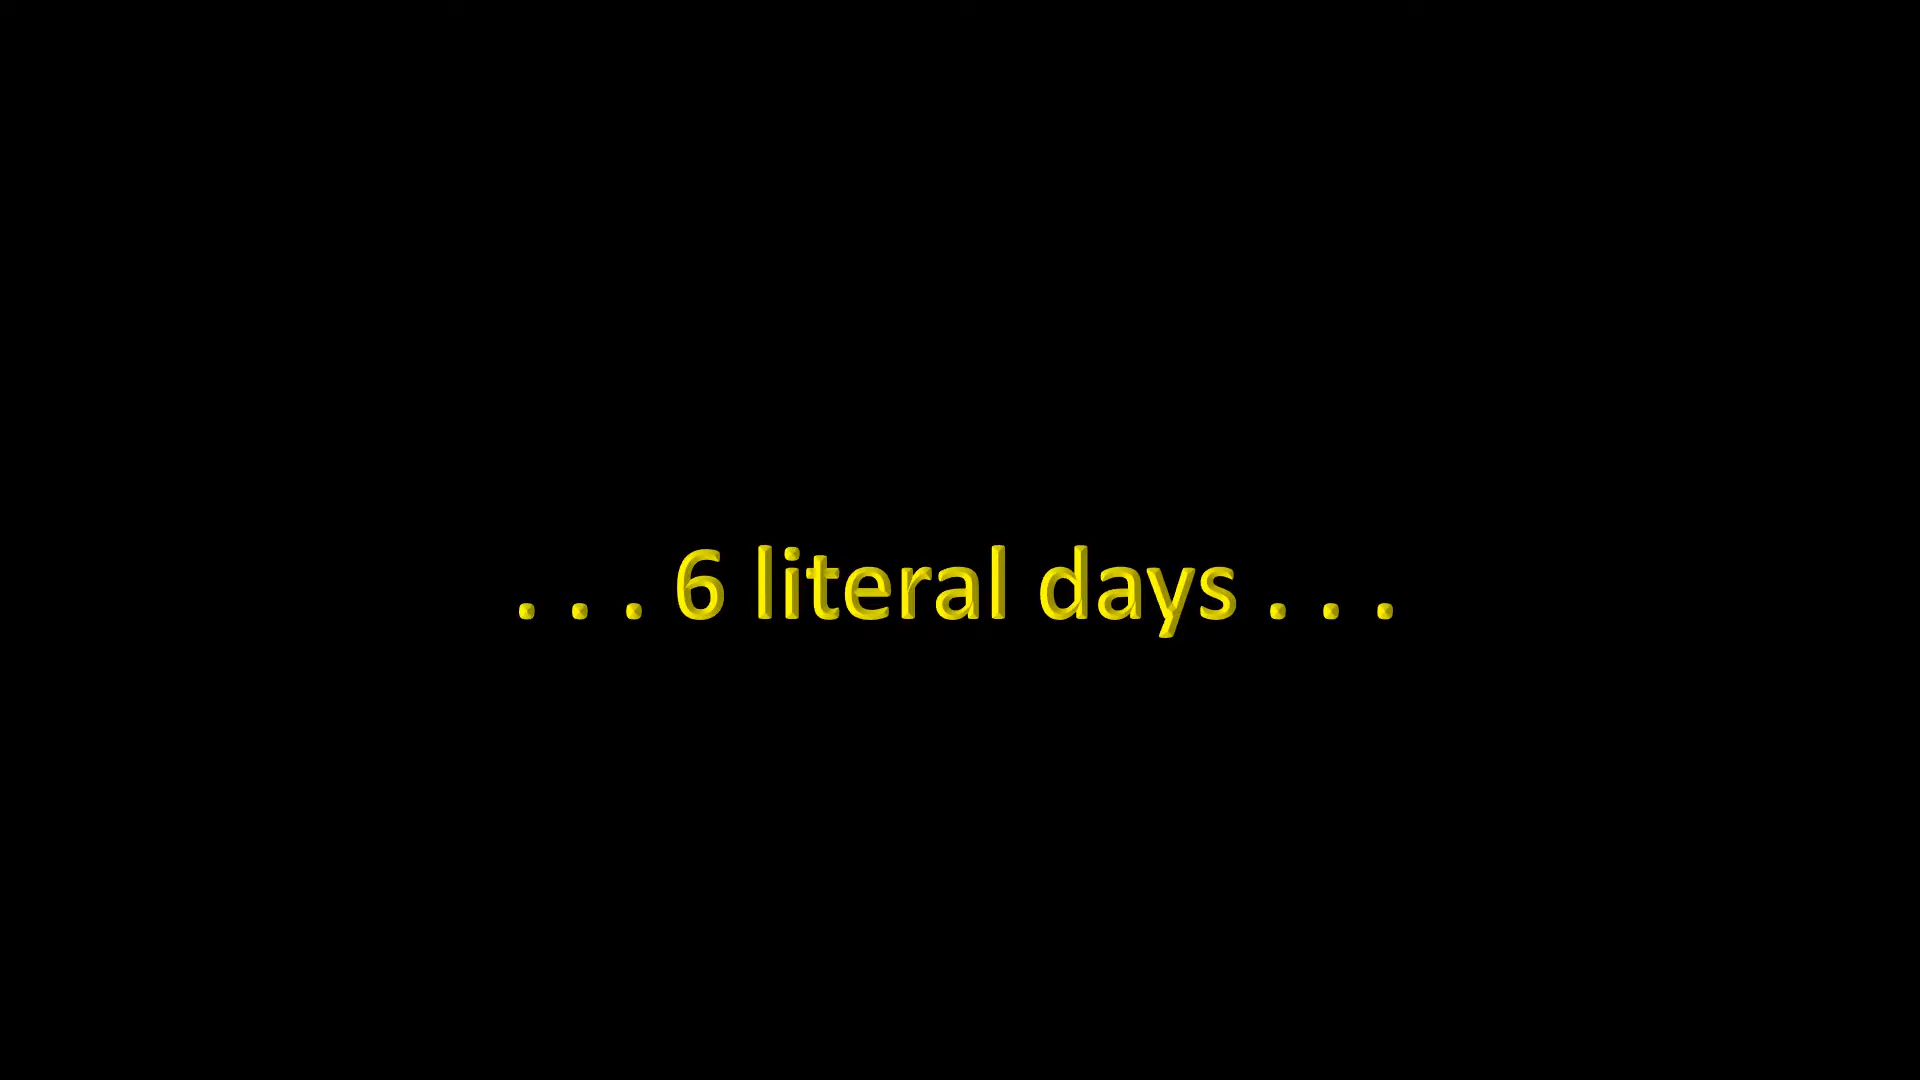 . . . 6 literal days . . .